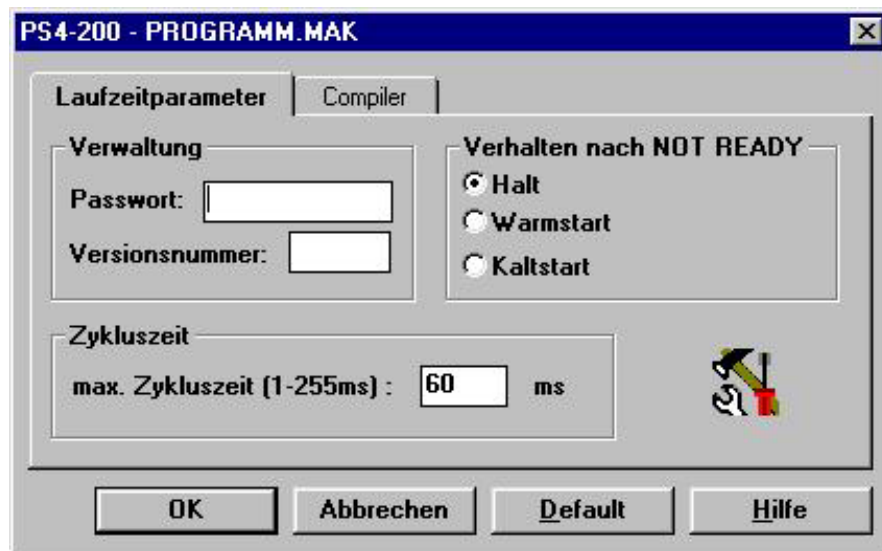 PS4-200 - PROGRAMM.MAK
Laufzeitparameter
Compiler
Verwaltung
Passwort:
Versionsnummer:
Verhalten nach NOT READY
Halt
Warmstart
Kaltstart
Zykluszeit
max. Zykluszeit (1-255ms) : 60 ms
OK
Abbrechen
Default
Hilfe